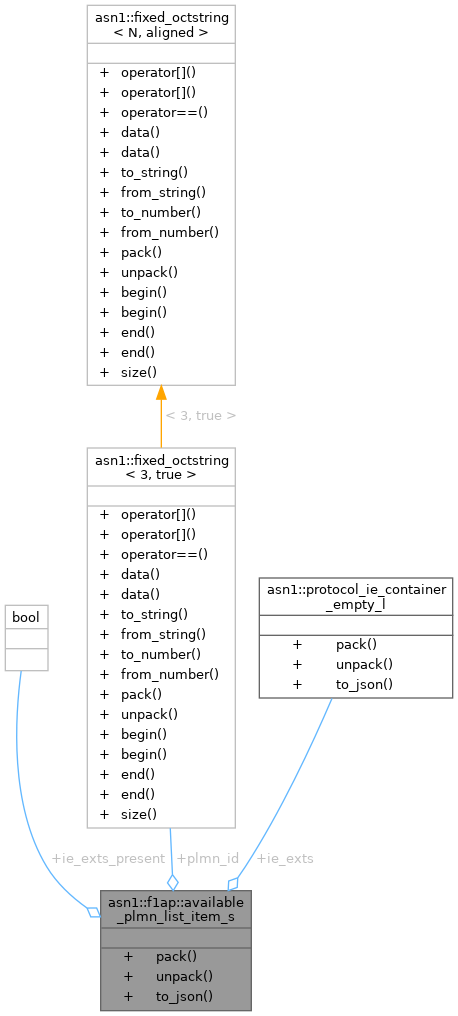 asn1::fixed_octstring
< N, aligned >
+ operator[]()
+ operator[]()
+ operator==()
+ data()
+ data()
+ to_string()
+ from_string()
+ to_number()
+ from_number()
+ pack()
+ unpack()
+ begin()
+ begin()
+ end()
+ end()
+ size()
< 3, true >
asn1::fixed_octstring
< 3, true >
+ operator[]()
+ operator[]()
+ operator==()
+ data()
+ data()
+ to_string()
+ from_string()
+ to_number()
+ from_number()
+ pack()
+ unpack()
+ begin()
+ begin()
+ end()
+ end()
+ size()
bool
asn1::protocol_ie_container
_empty_l
+ pack()
+ unpack()
+ to_json()
+ie_exts_present
+plmn_id
+ie_exts
asn1::f1ap::available
_plmn_list_item_s
+ pack()
+ unpack()
+ to_json()